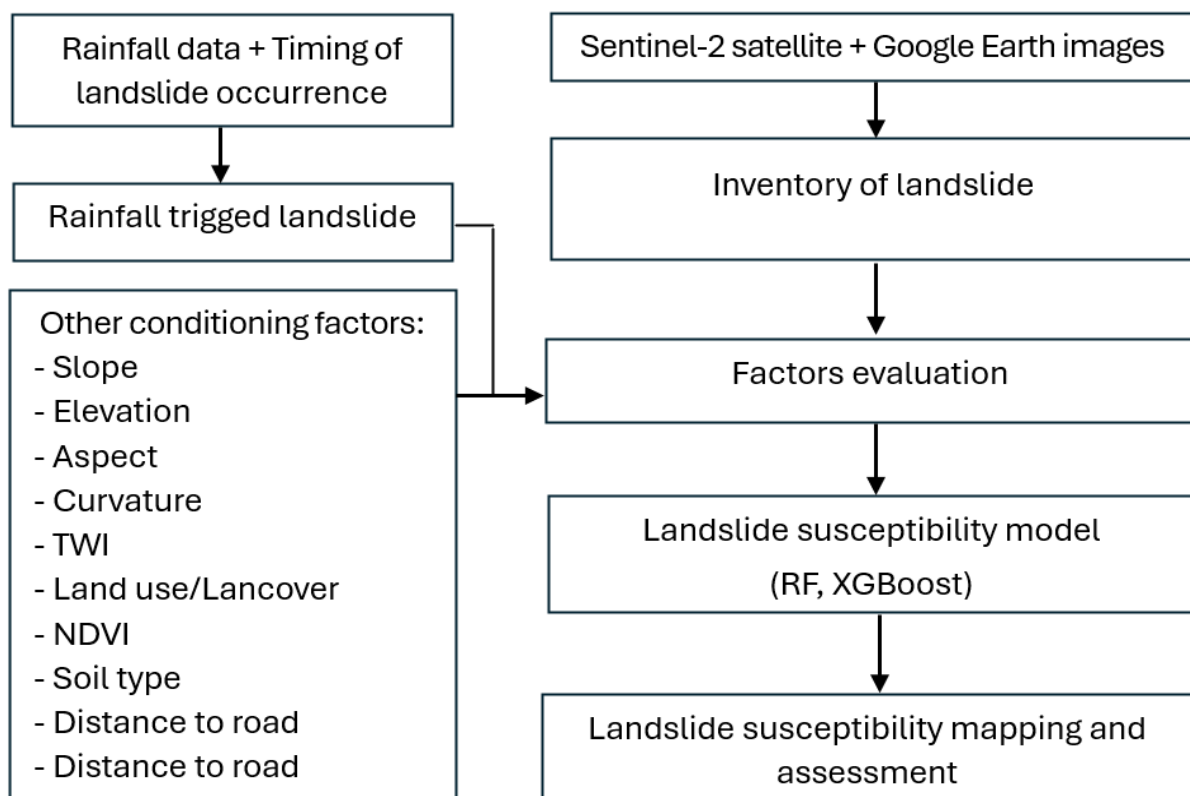 Rainfall data + Timing of
landslide occurrence
Rainfall trigged landslide
Other conditioning factors:
- Slope
- Elevation
- Aspect
- Curvature
- TWI
- Land use/Lancover
- NDVI
- Soil type
- Distance to road
- Distance to road
Sentinel-2 satellite + Google Earth images
Inventory of landslide
Factors evaluation
Landslide susceptibility model
(RF, XGBoost)
Landslide susceptibility mapping and
assessment